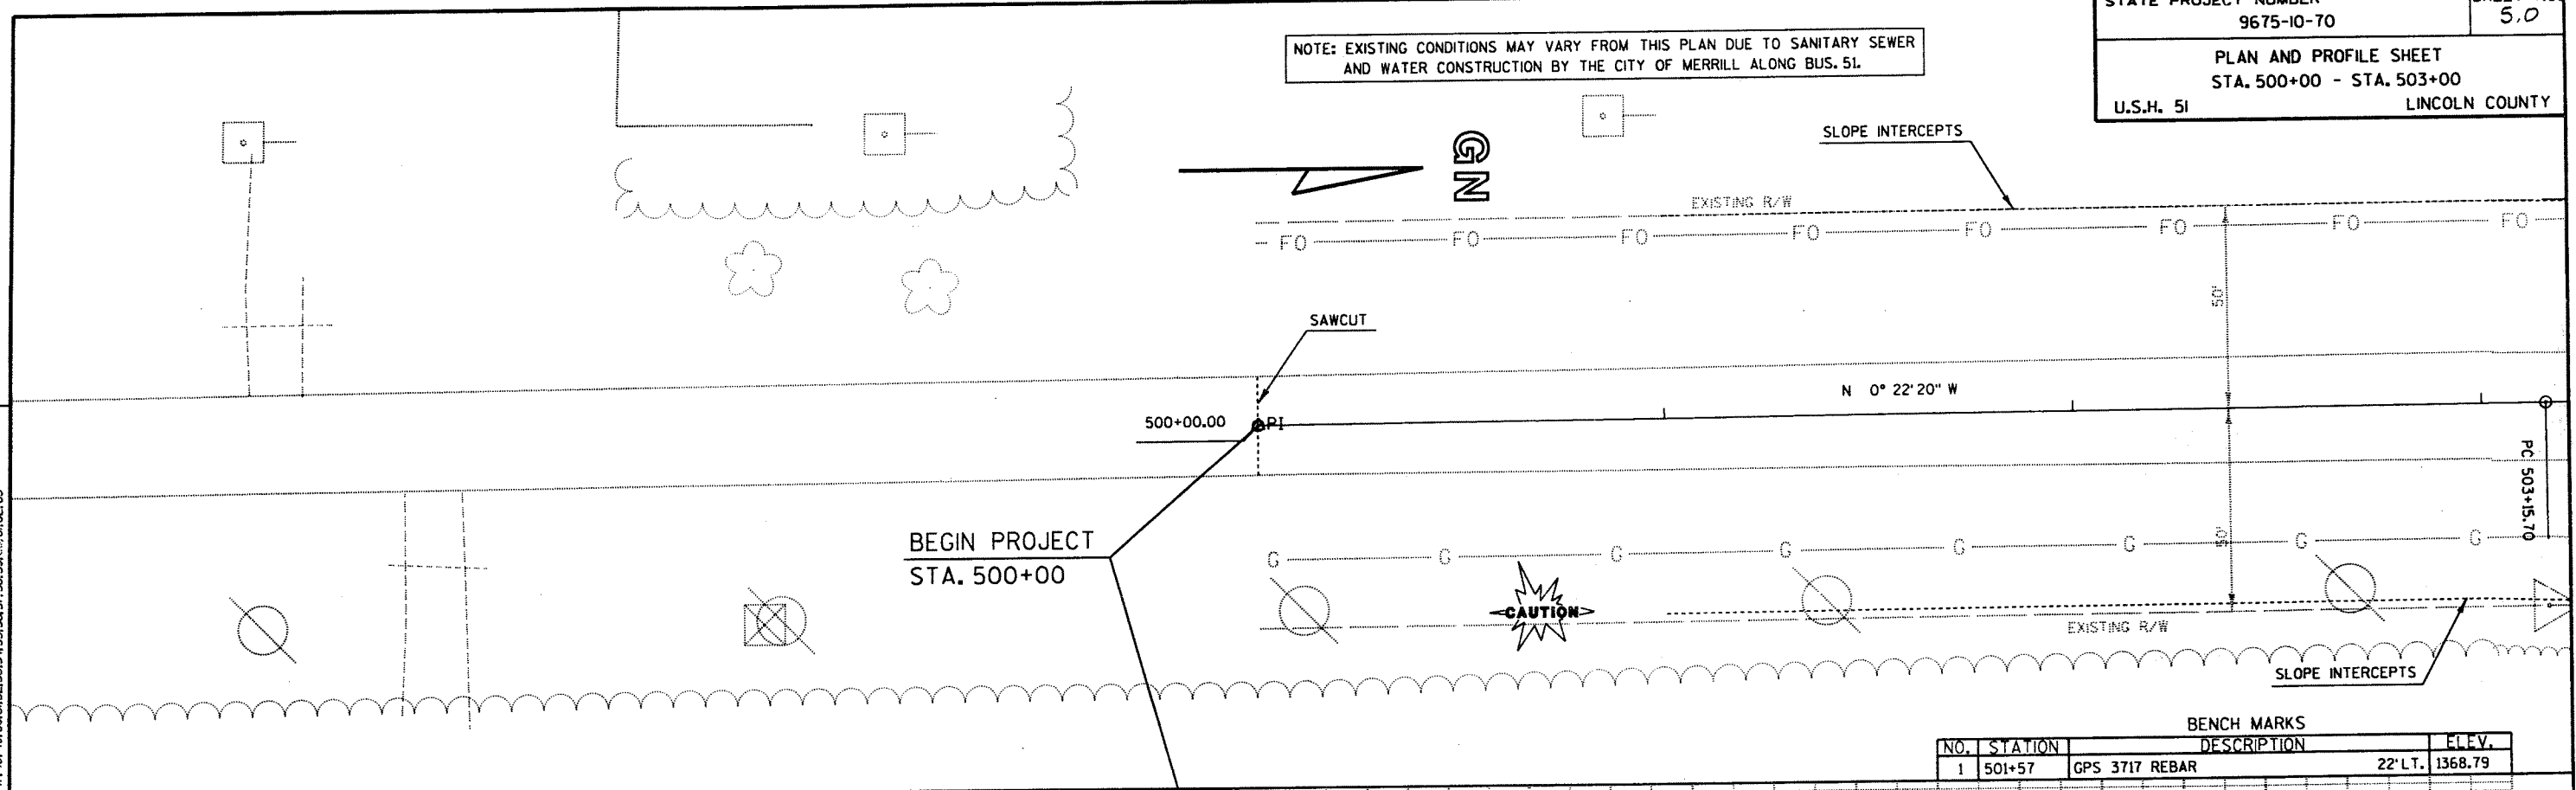 9675-10-70
5.0
PLAN AND PROFILE SHEET
STA. 500+00 - STA. 503+00
U.S.H. 51 LINCOLN COUNTY
NOTE: EXISTING CONDITIONS MAY VARY FROM THIS PLAN DUE TO SANITARY SEWER
AND WATER CONSTRUCTION BY THE CITY OF MERRILL ALONG BUS. 51.
SLOPE INTERCEPTS
GN
EXISTING R/W
FO FO FO FO FO FO FO FO
50'
SAWCUT
N 0° 22' 20" W
500+00.00
PI
PC 503+15.70
BEGIN PROJECT
STA. 500+00
G G G G G G G G
50'
CAUTION
EXISTING R/W
SLOPE INTERCEPTS
BENCH MARKS
NO. STATION DESCRIPTION ELEV.
1 501+57 GPS 3717 REBAR 22' LT. 1368.79